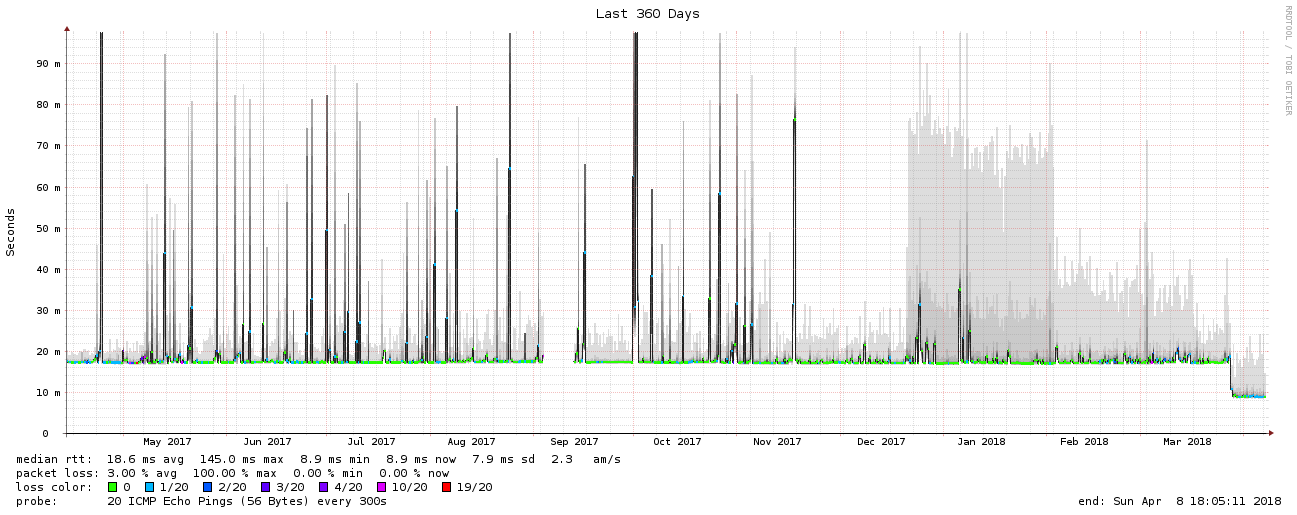 Last 360 Days
RRDTOOL / TOBI OETIKER
Seconds
90 m
80 m
70 m
60 m
50 m
40 m
30 m
20 m
10 m
0
May 2017 Jun 2017 Jul 2017 Aug 2017 Sep 2017 Oct 2017 Nov 2017 Dec 2017 Jan 2018 Feb 2018 Mar 2018
median rtt: 18.6 ms avg 145.0 ms max 8.9 ms min 8.9 ms now 7.9 ms sd 2.3 am/s
packet loss: 3.00 % avg 100.00 % max 0.00 % min 0.00 % now
loss color: 0 1/20 2/20 3/20 4/20 10/20 19/20
probe: 20 ICMP Echo Pings (56 Bytes) every 300s end: Sun Apr 8 18:05:11 2018